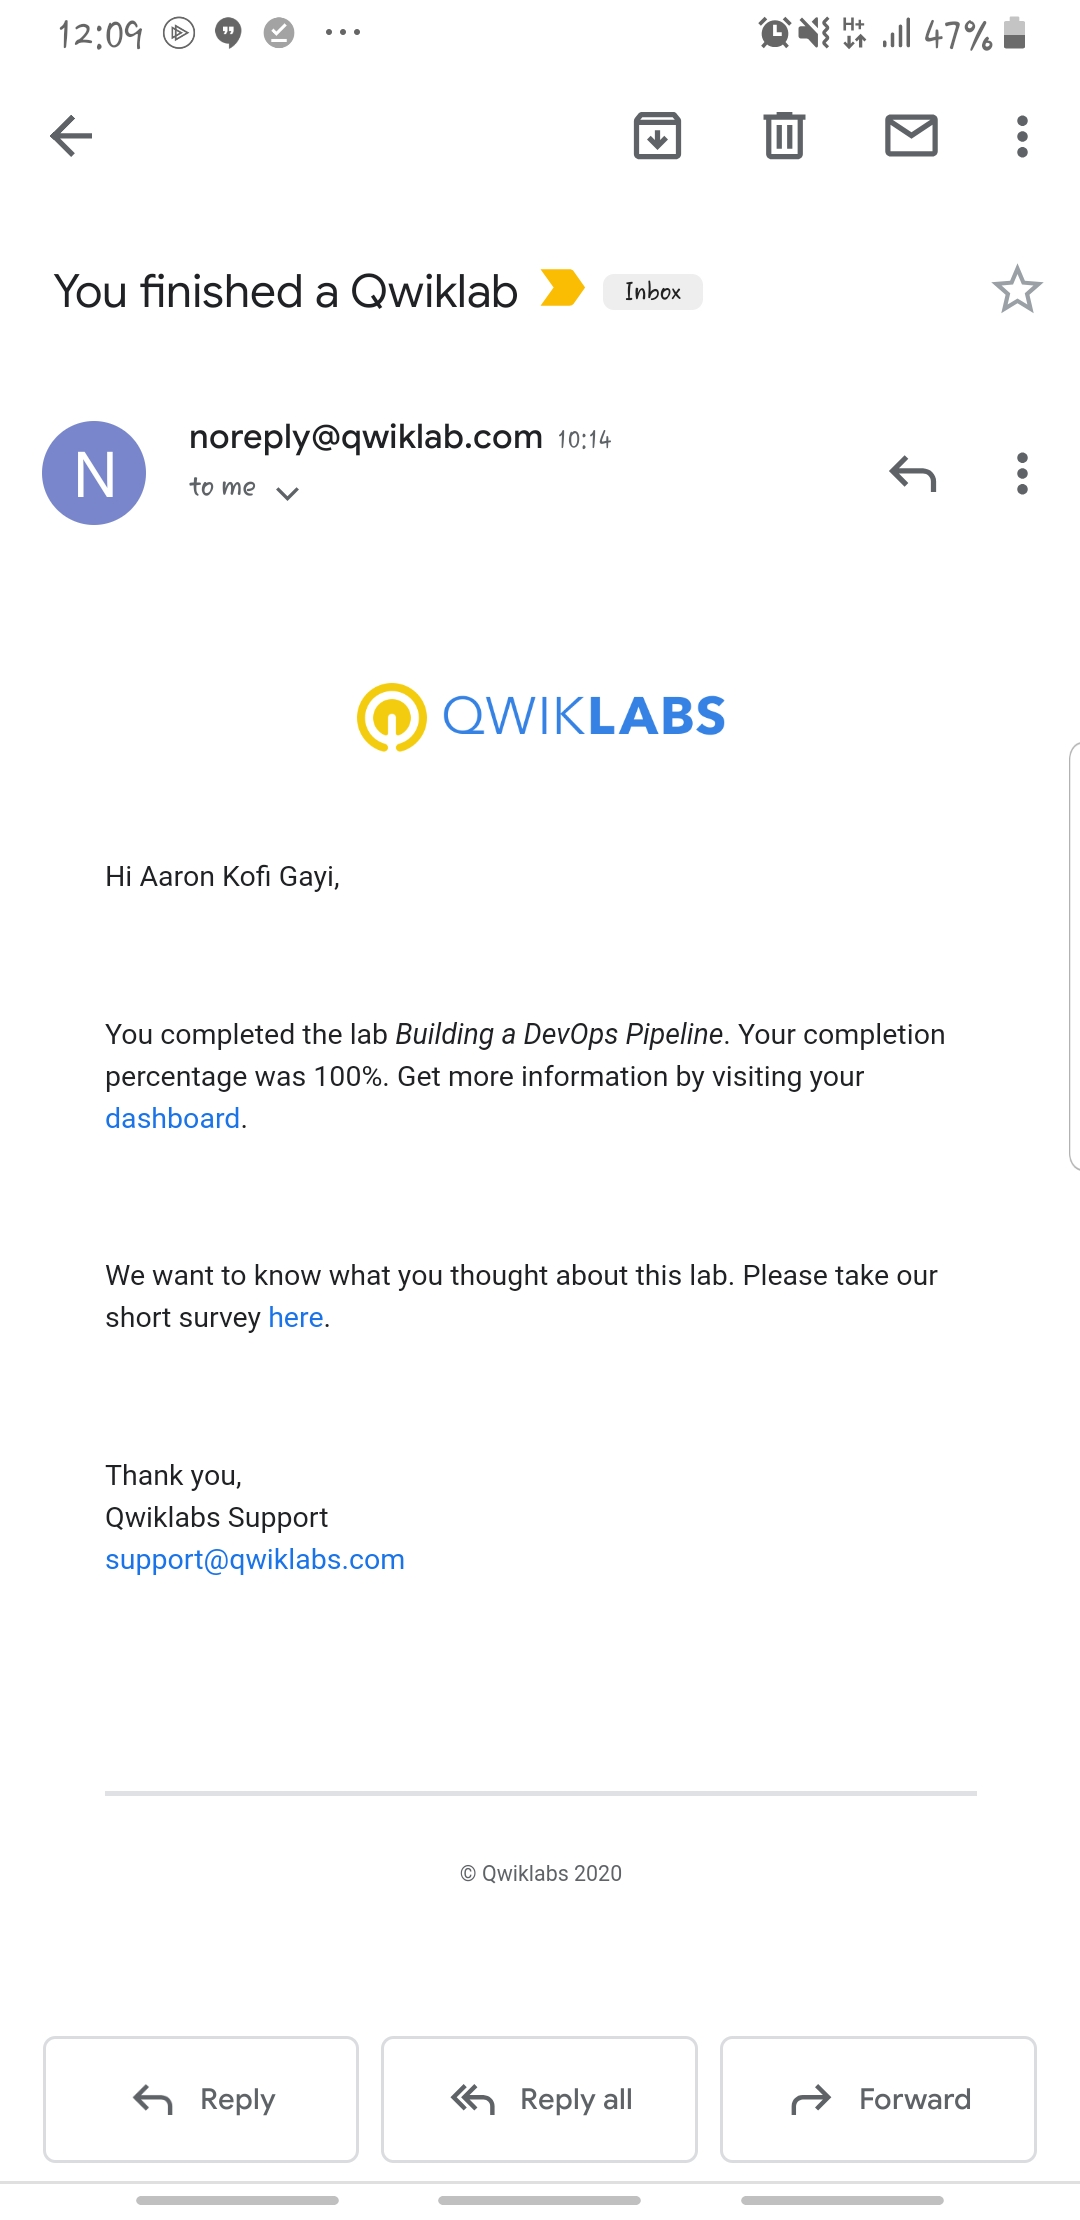 12:09 ... H+ 47%
You finished a Qwiklab Inbox
N
noreply@qwiklab.com 10:14
to me
QWIKLABS
Hi Aaron Kofi Gayi,
You completed the lab Building a DevOps Pipeline. Your completion
percentage was 100%. Get more information by visiting your
dashboard.
We want to know what you thought about this lab. Please take our
short survey here.
Thank you,
Qwiklabs Support
support@qwiklabs.com
© Qwiklabs 2020
Reply Reply all Forward